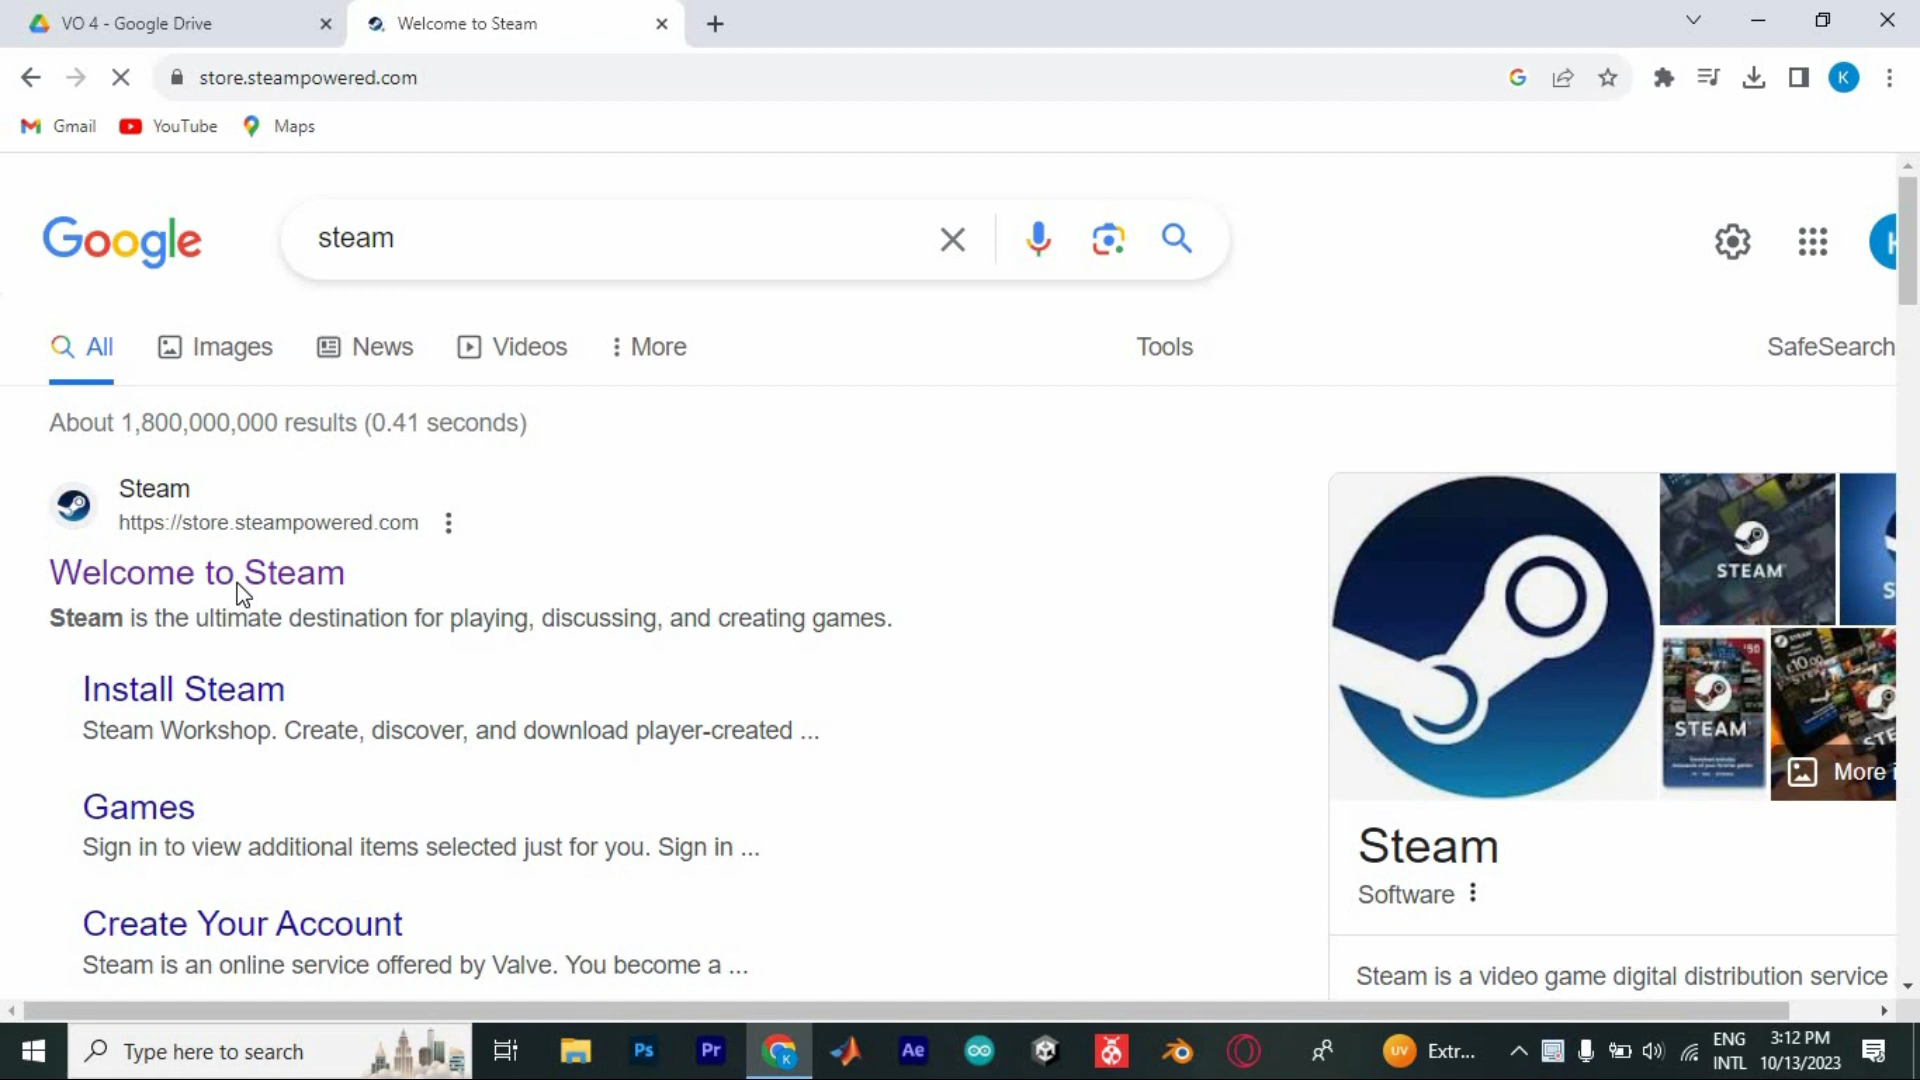 VO 4 - Google Drive
Welcome to Steam
store.steampowered.com
K
Gmail
YouTube
Maps
Google
steam
All
Images
News
Videos
More
Tools
SafeSearch
About 1,800,000,000 results (0.41 seconds)
Steam
https://store.steampowered.com
Welcome to Steam
Steam is the ultimate destination for playing, discussing, and creating games.
Install Steam
Steam Workshop. Create, discover, and download player-created ...
Games
Sign in to view additional items selected just for you. Sign in ...
Create Your Account
Steam is an online service offered by Valve. You become a ...
STEAM
STEAM
More i
Steam
Software
Steam is a video game digital distribution service
Type here to search
Ps
Pr
K
Ae
UV
Extr...
ENG
INTL
3:12 PM
10/13/2023